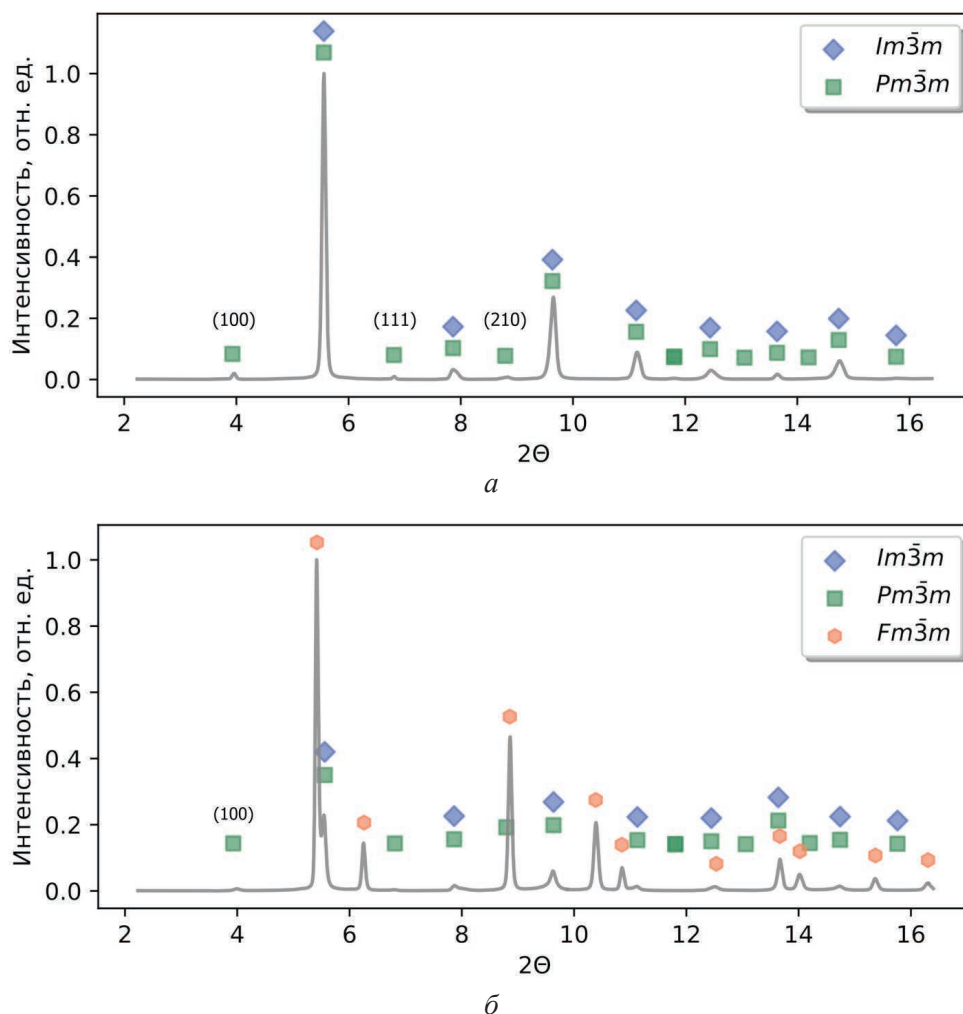 Im3̄m
Pm3̄m
1.0
0.8
0.6
0.4
0.2
0.0
Интенсивность, отн. ед.
(100)
(111)
(210)
2 4 6 8 10 12 14 16
2Θ
а
Im3̄m
Pm3̄m
Fm3̄m
1.0
0.8
0.6
0.4
0.2
0.0
Интенсивность, отн. ед.
(100)
2 4 6 8 10 12 14 16
2Θ
б